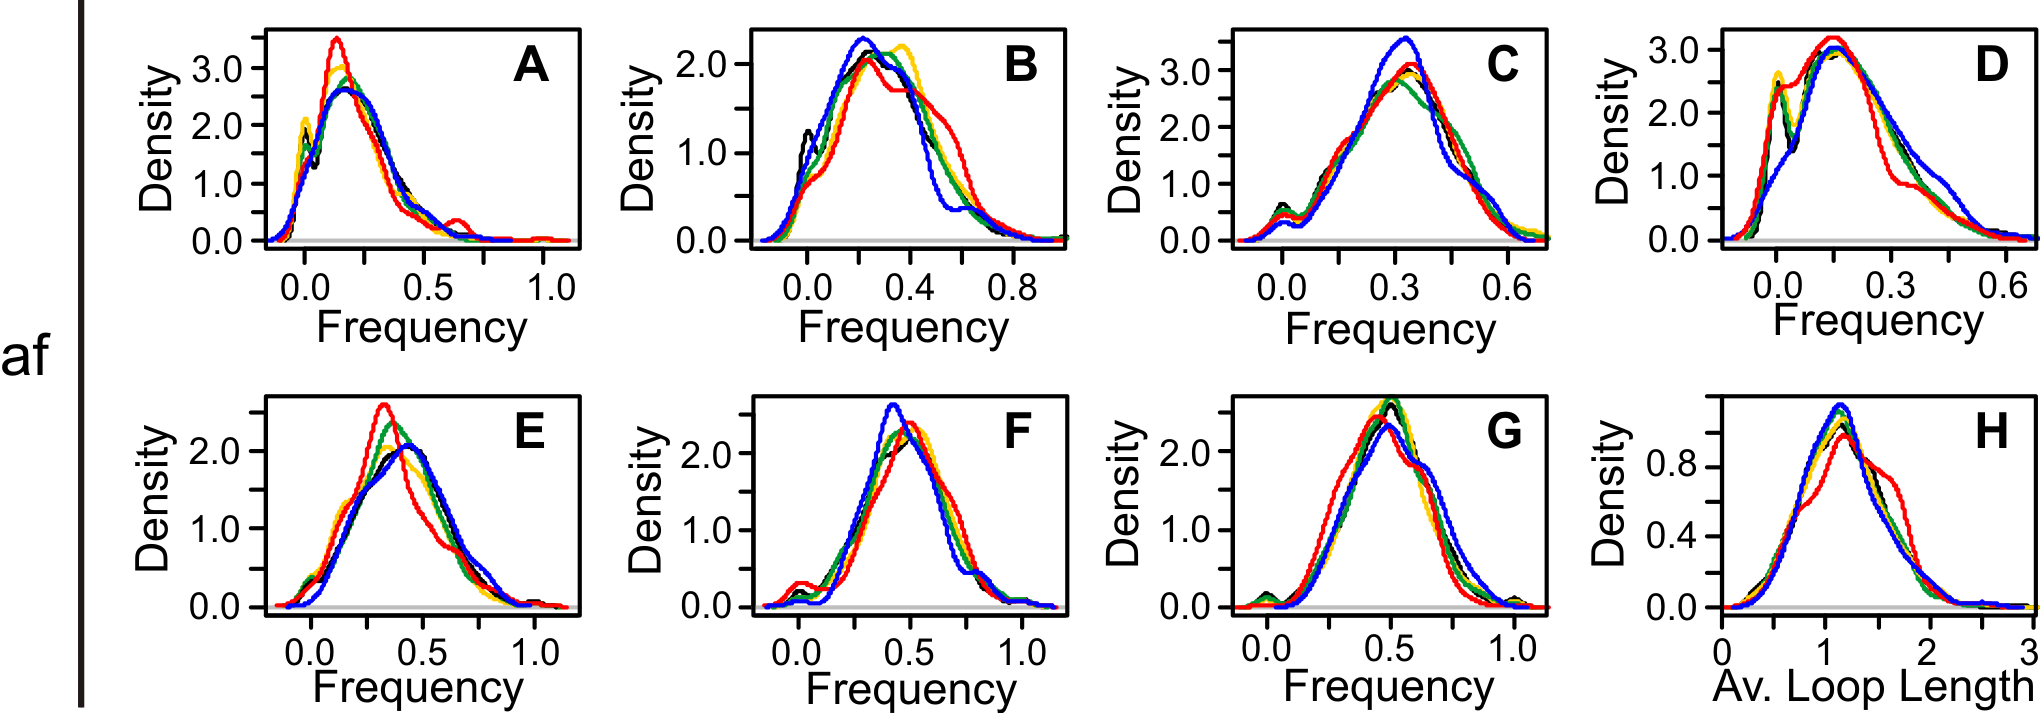 af
A
Density
3.0
2.0
1.0
0.0
0.0 0.5 1.0
Frequency
B
Density
2.0
1.0
0.0
0.0 0.4 0.8
Frequency
C
Density
3.0
2.0
1.0
0.0
0.0 0.3 0.6
Frequency
D
Density
3.0
2.0
1.0
0.0
0.0 0.3 0.6
Frequency
E
Density
2.0
1.0
0.0
0.0 0.5 1.0
Frequency
F
Density
2.0
1.0
0.0
0.0 0.5 1.0
Frequency
G
Density
2.0
1.0
0.0
0.0 0.5 1.0
Frequency
H
Density
0.8
0.4
0.0
0 1 2 3
Av. Loop Length